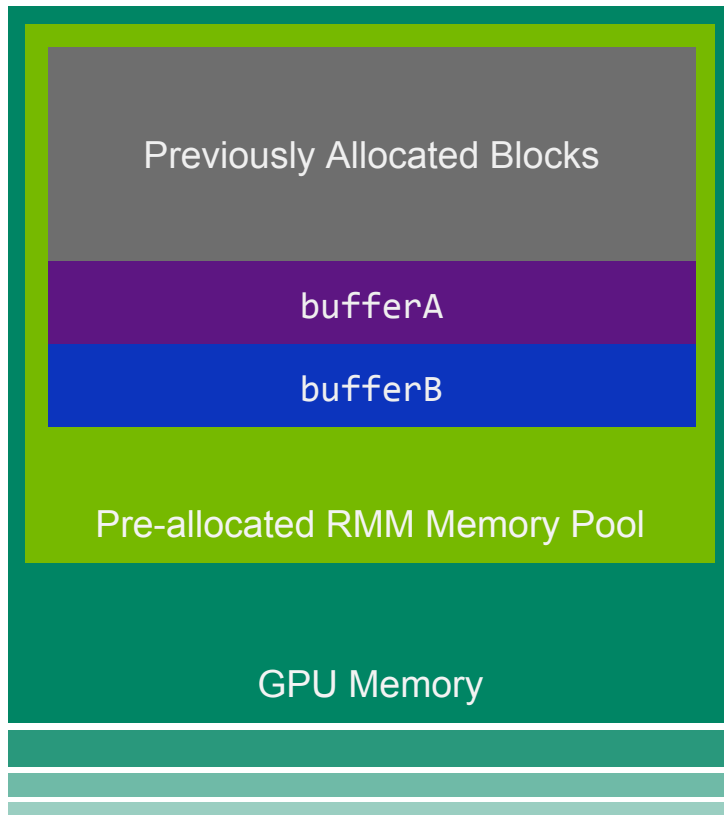 Previously Allocated Blocks
bufferA
bufferB
Pre-allocated RMM Memory Pool
GPU Memory